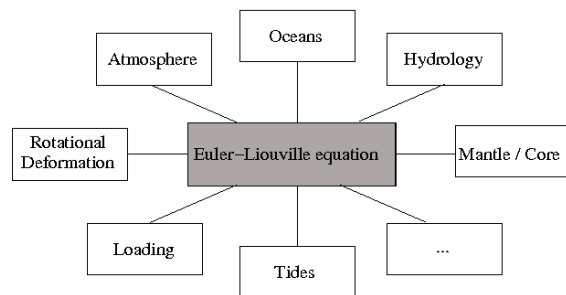 Oceans
Atmosphere
Hydrology
Rotational
Deformation
Euler-Liouville equation
Mantle / Core
Loading
Tides
...